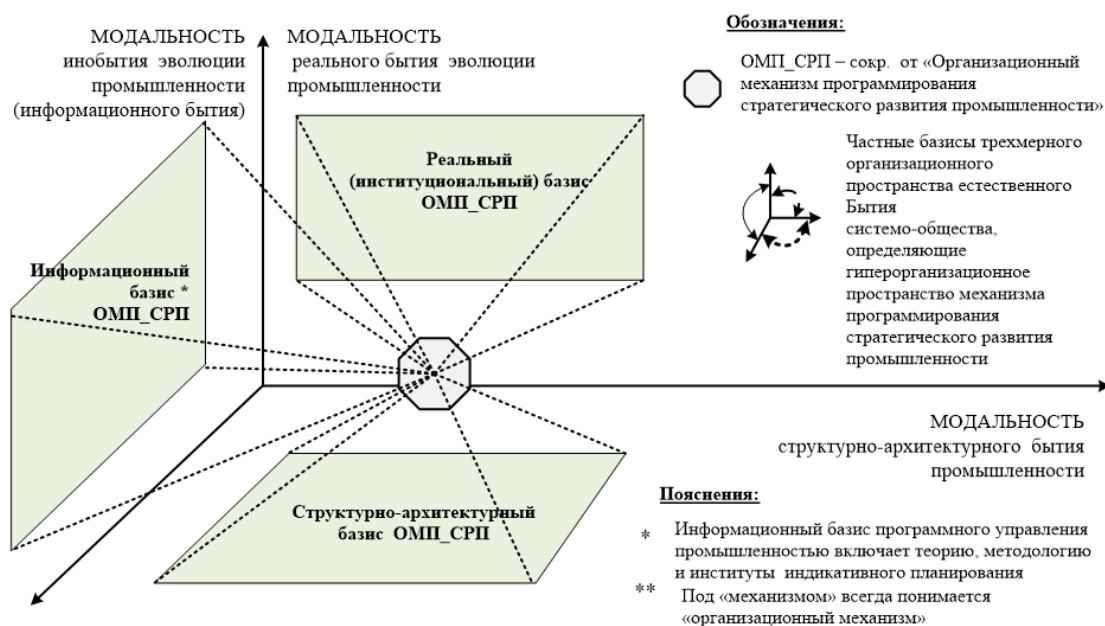 МОДАЛЬНОСТЬ
инобытия эволюции
промышленности
(информационного бытия)
МОДАЛЬНОСТЬ
реального бытия эволюции
промышленности
Обозначения:
ОМП_СРП – сокр. от «Организационный
механизм программирования
стратегического развития промышленности»
Частные базисы трехмерного
организационного
пространства естественного
Бытия
системо-общества,
определяющие
гиперорганизационное
пространство механизма
программирования
стратегического развития
промышленности
Реальный
(институциональный) базис
ОМП_СРП
Информационный
базис *
ОМП_СРП
МОДАЛЬНОСТЬ
структурно-архитектурного бытия
промышленности
Структурно-архитектурный
базис ОМП_СРП
Пояснения:
* Информационный базис программного управления
промышленностью включает теорию, методологию
и институты индикативного планирования
** Под «механизмом» всегда понимается
«организационный механизм»